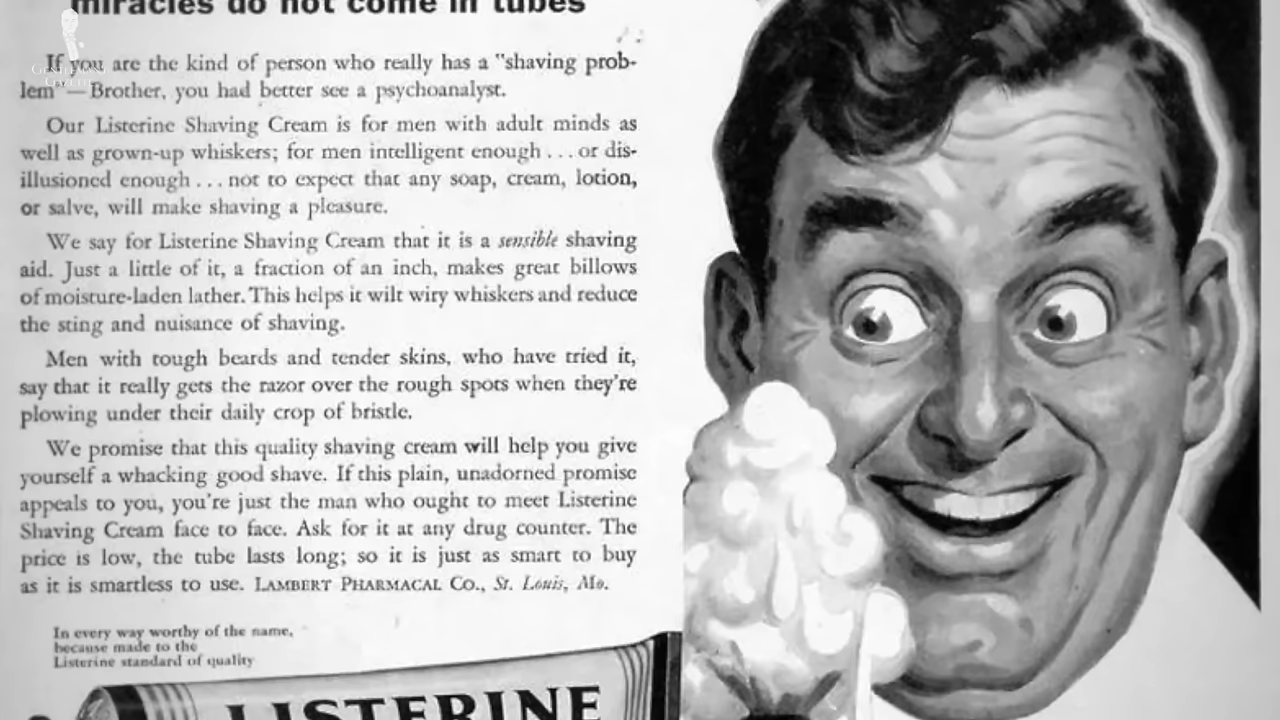 miracles do not come in tubes
If you are the kind of person who really has a "shaving prob-
lem"—Brother, you had better see a psychoanalyst.
Our Listerine Shaving Cream is for men with adult minds as
well as grown-up whiskers; for men intelligent enough ... or dis-
illusioned enough ... not to expect that any soap, cream, lotion,
or salve, will make shaving a pleasure.
We say for Listerine Shaving Cream that it is a sensible shaving
aid. Just a little of it, a fraction of an inch, makes great billows
of moisture-laden lather. This helps it wilt wiry whiskers and reduce
the sting and nuisance of shaving.
Men with tough beards and tender skins, who have tried it,
say that it really gets the razor over the rough spots when they're
plowing under their daily crop of bristle.
We promise that this quality shaving cream will help you give
yourself a whacking good shave. If this plain, unadorned promise
appeals to you, you're just the man who ought to meet Listerine
Shaving Cream face to face. Ask for it at any drug counter. The
price is low, the tube lasts long; so it is just as smart to buy
as it is smartless to use. LAMBERT PHARMACAL CO., St. Louis, Mo.
In every way worthy of the name,
because made to the
Listerine standard of quality
LISTERINE